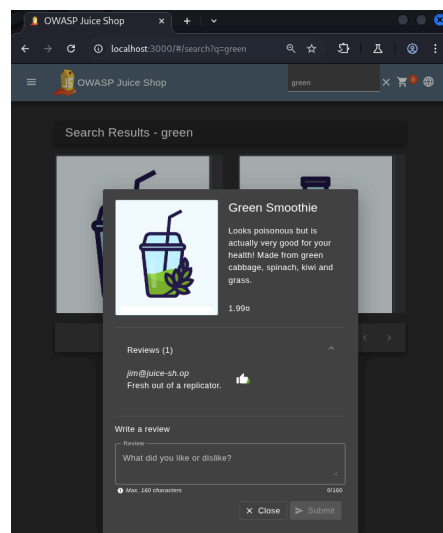 OWASP Juice Shop
localhost:3000/#/search?q=green
OWASP Juice Shop
green
0
Search Results - green
Green Smoothie
Looks poisonous but is
actually very good for your
health! Made from green
cabbage, spinach, kiwi and
grass.
1.99¤
Reviews (1)
jim@juice-sh.op
Fresh out of a replicator.
Write a review
Review
What did you like or dislike?
Max. 160 characters
0/160
Close
Submit